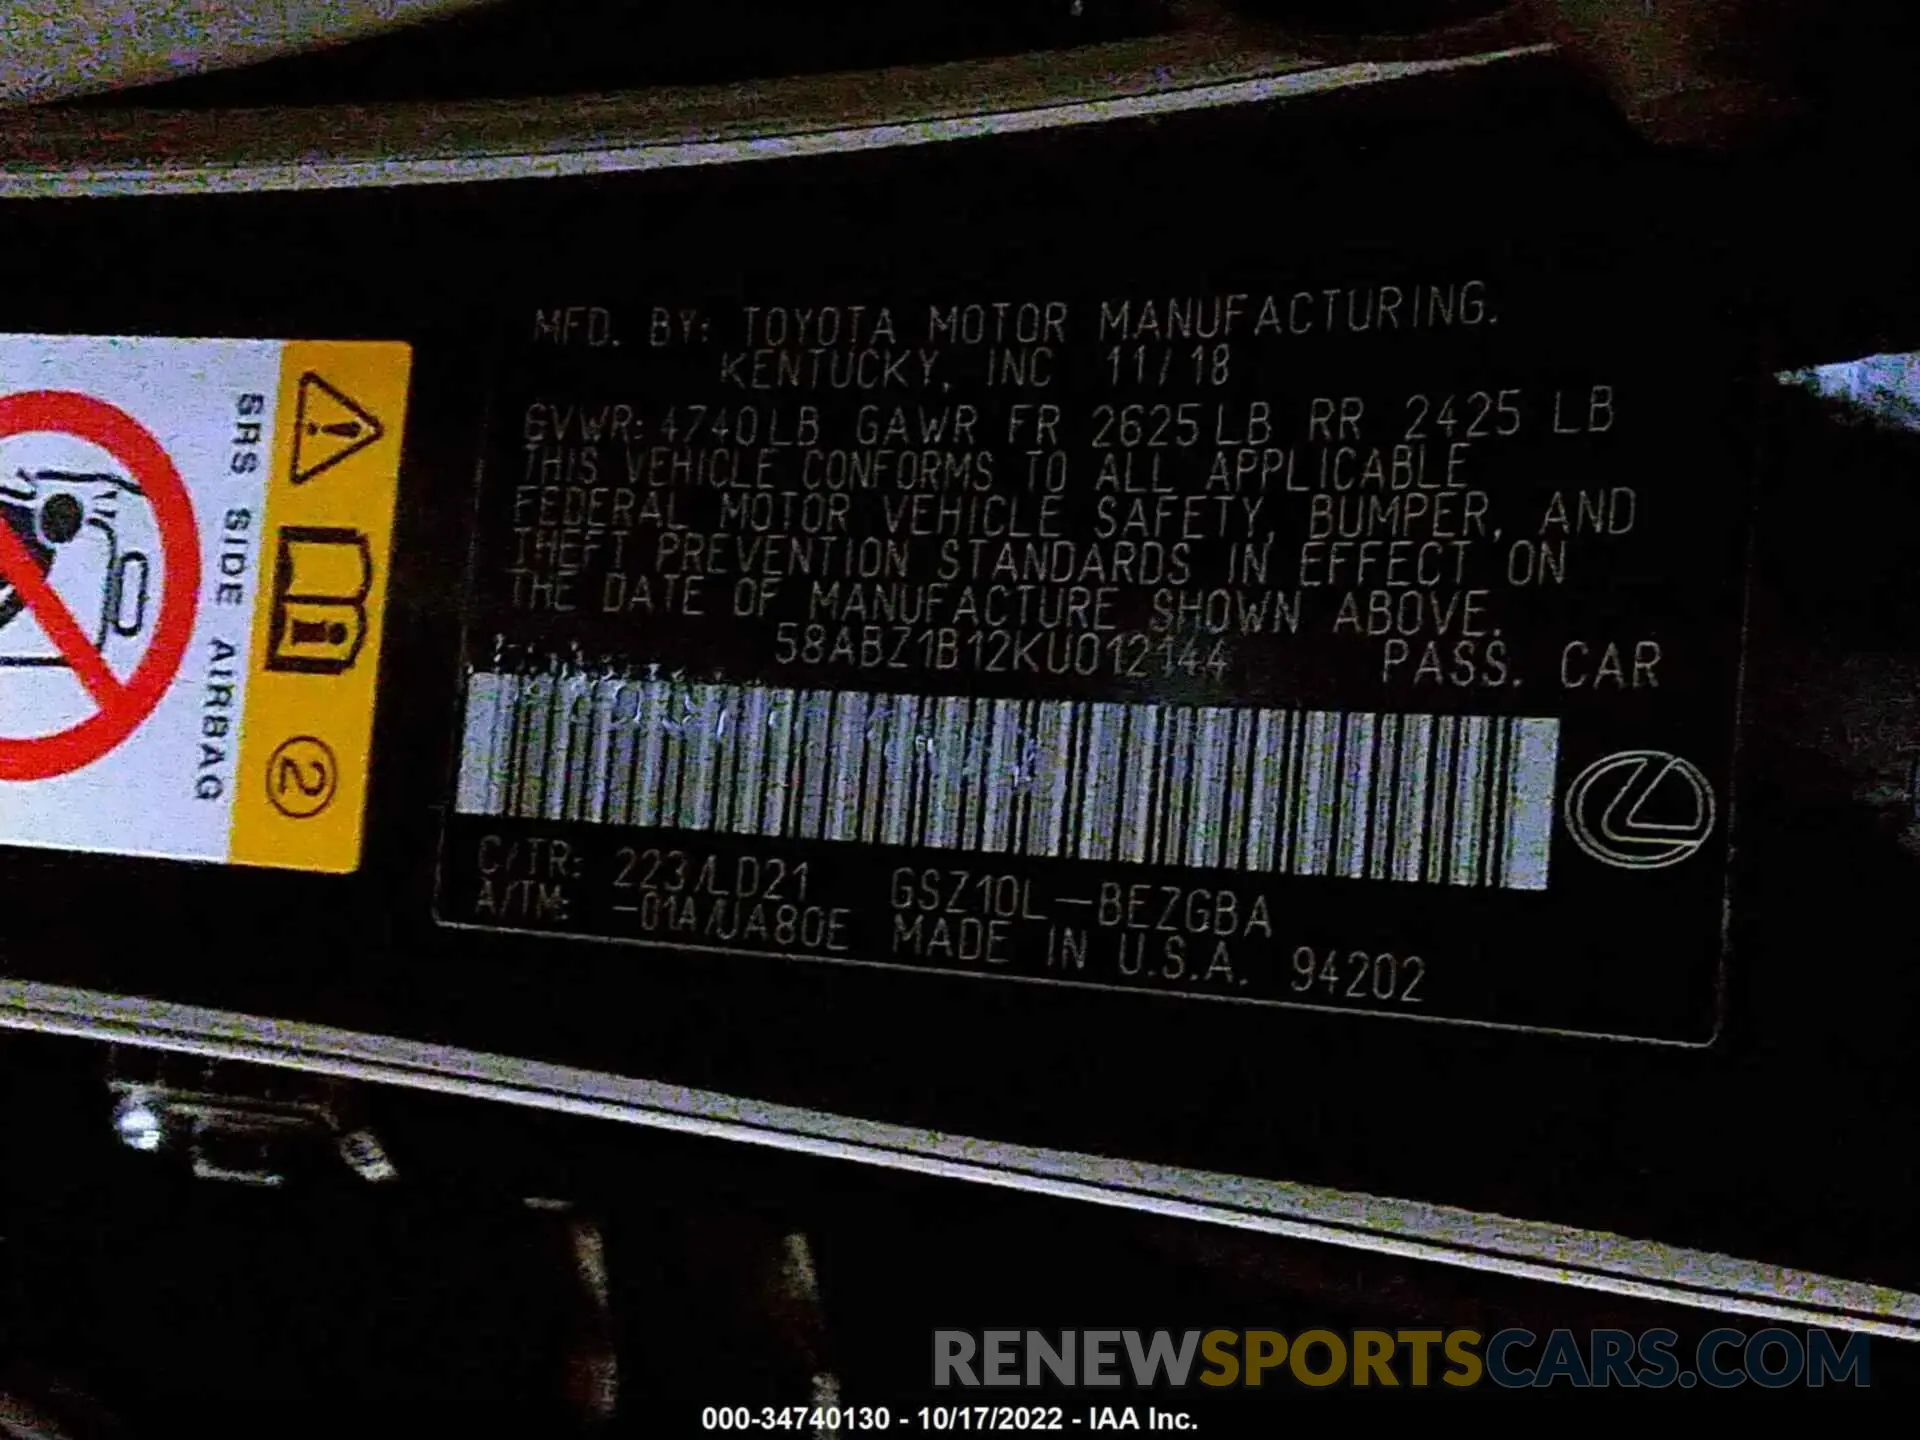 MFD. BY: TOYOTA MOTOR MANUFACTURING.
KENTUCKY, INC 11/18
GVWR: 4740LB GAWR FR 2625LB RR 2425 LB
THIS VEHICLE CONFORMS TO ALL APPLICABLE
FEDERAL MOTOR VEHICLE SAFETY, BUMPER, AND
THEFT PREVENTION STANDARDS IN EFFECT ON
THE DATE OF MANUFACTURE SHOWN ABOVE.
58ABZ1B12KU012144 PASS. CAR
C/TR: 223/LD21 GSZ10L-BEZGBA
A/TM: -01A/UA80E MADE IN U.S.A. 94202
SRS SIDE AIRBAG
2
RENEWSPORTSCARS.COM
000-34740130 - 10/17/2022 - IAA Inc.